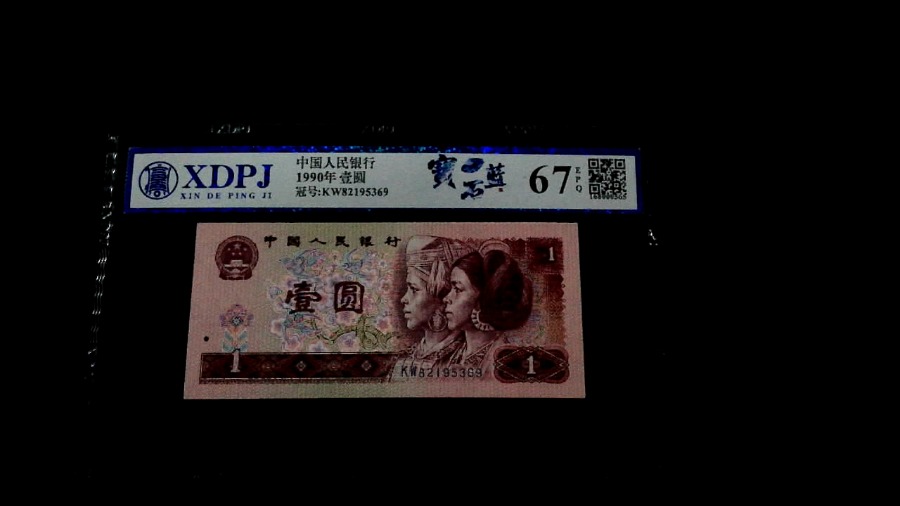 XDPJ
XIN DE PING JI
中国人民银行
1990年 壹圆
冠号:KW82195369
67
EPQ
中国人民银行
1
壹圆
1
KW82195369
1